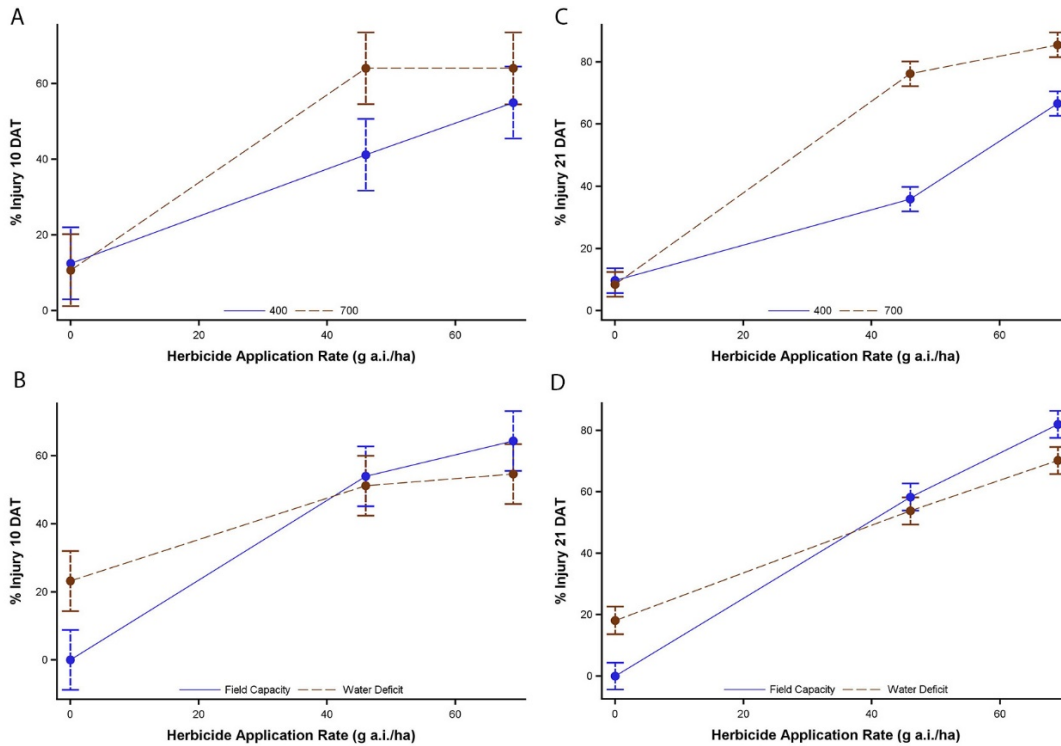 A
% Injury 10 DAT
60
40
20
0
400 700
0 20 40 60
Herbicide Application Rate (g a.i./ha)
C
% Injury 21 DAT
80
60
40
20
0
400 700
0 20 40 60
Herbicide Application Rate (g a.i./ha)
B
% Injury 10 DAT
60
40
20
0
Field Capacity Water Deficit
0 20 40 60
Herbicide Application Rate (g a.i./ha)
D
% Injury 21 DAT
80
60
40
20
0
Field Capacity Water Deficit
0 20 40 60
Herbicide Application Rate (g a.i./ha)